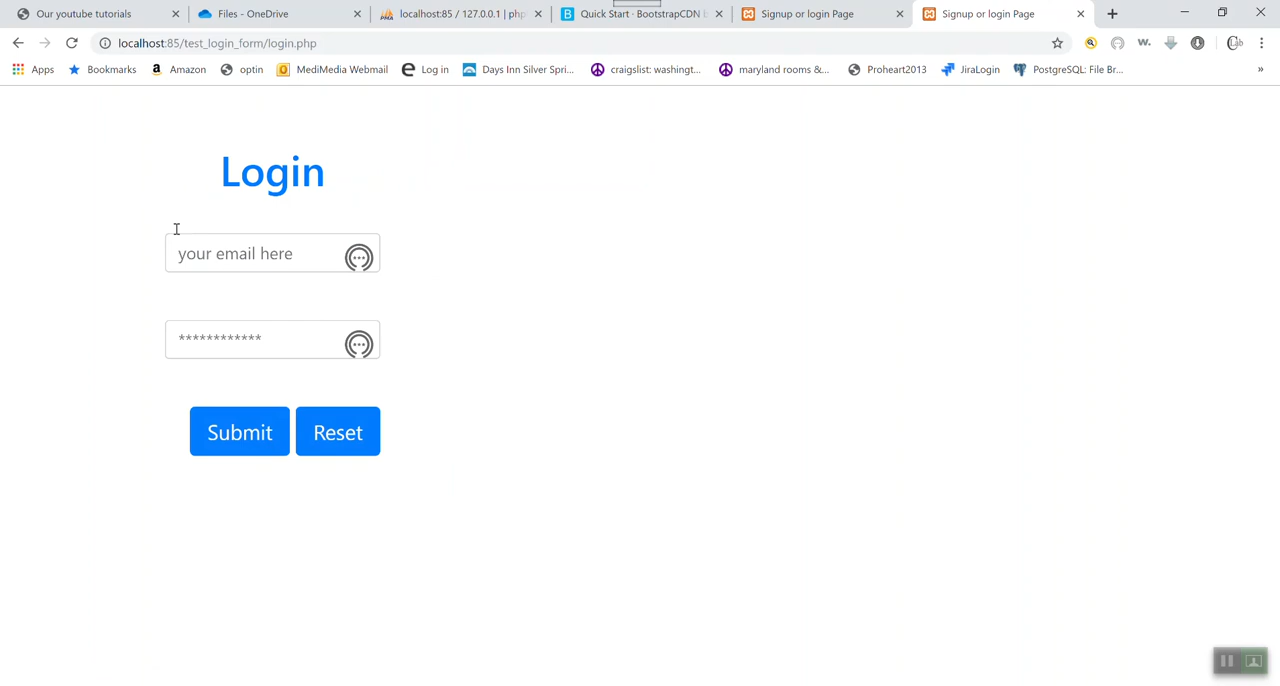 Our youtube tutorials
Files - OneDrive
localhost:85 / 127.0.0.1 | php
Quick Start · BootstrapCDN b
Signup or login Page
Signup or login Page
localhost:85/test_login_form/login.php
w.
Apps
Bookmarks
Amazon
optin
MediMedia Webmail
Log in
Days Inn Silver Spri...
craigslist: washingt...
maryland rooms &...
Proheart2013
JiraLogin
PostgreSQL: File Br...
»
Login
your email here
************
Submit Reset